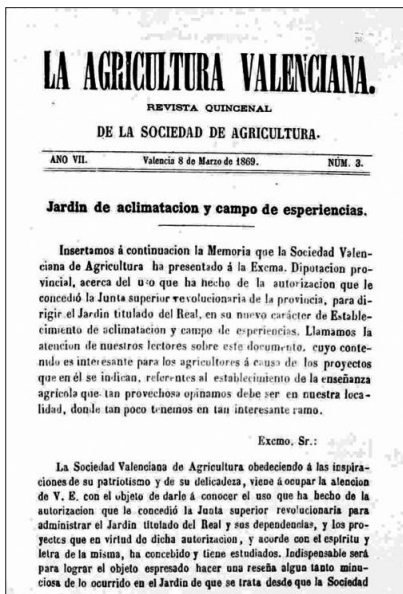 LA AGRICULTURA VALENCIANA.
REVISTA QUINCENAL
DE LA SOCIEDAD DE AGRICULTURA.
AÑO VII. Valencia 8 de Marzo de 1869. NÚM. 3.
Jardin de aclimatacion y campo de esperiencias.
Insertamos á continuacion la Memoria que la Sociedad Valen-
ciana de Agricultura ha presentado á la Excma. Diputacion pro-
vincial, acerca del uso que ha hecho de la autorizacion que le
concedió la Junta superior revolucionaria de la provincia, para di-
rigir el Jardin titulado del Real, en su nuevo carácter de Estable-
cimiento de aclimatacion y campo de esperiencias. Llamamos la
atencion de nuestros lectores sobre este documento, cuyo conte-
nido es interesante para los agricultores á causa de los proyectos
que en él se indican, referentes al establecimiento de la enseñanza
agrícola que tan provechosa opinamos debe ser en nuestra loca-
lidad, donde tan poco tenemos en tan interesante ramo.
Excmo. Sr.:
La Sociedad Valenciana de Agricultura obedeciendo á las inspira-
ciones de su patriotismo y de su delicadeza, viene á ocupar la atencion
de V. E. con el objeto de darle á conocer el uso que ha hecho de la
autorizacion que le concedió la Junta superior revolucionaria para
administrar el Jardin titulado del Real y sus dependencias, y los pro-
yectos que en virtud de dicha autorizacion, y acorde con el espíritu y
letra de la misma, ha concebido y tiene estudiados. Indispensable será
para lograr el objeto espresado hacer una reseña algun tanto minu-
ciosa de lo ocurrido en el Jardin de que se trata desde que la Sociedad